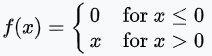 f(x) = { 0 for x ≤ 0
x for x > 0